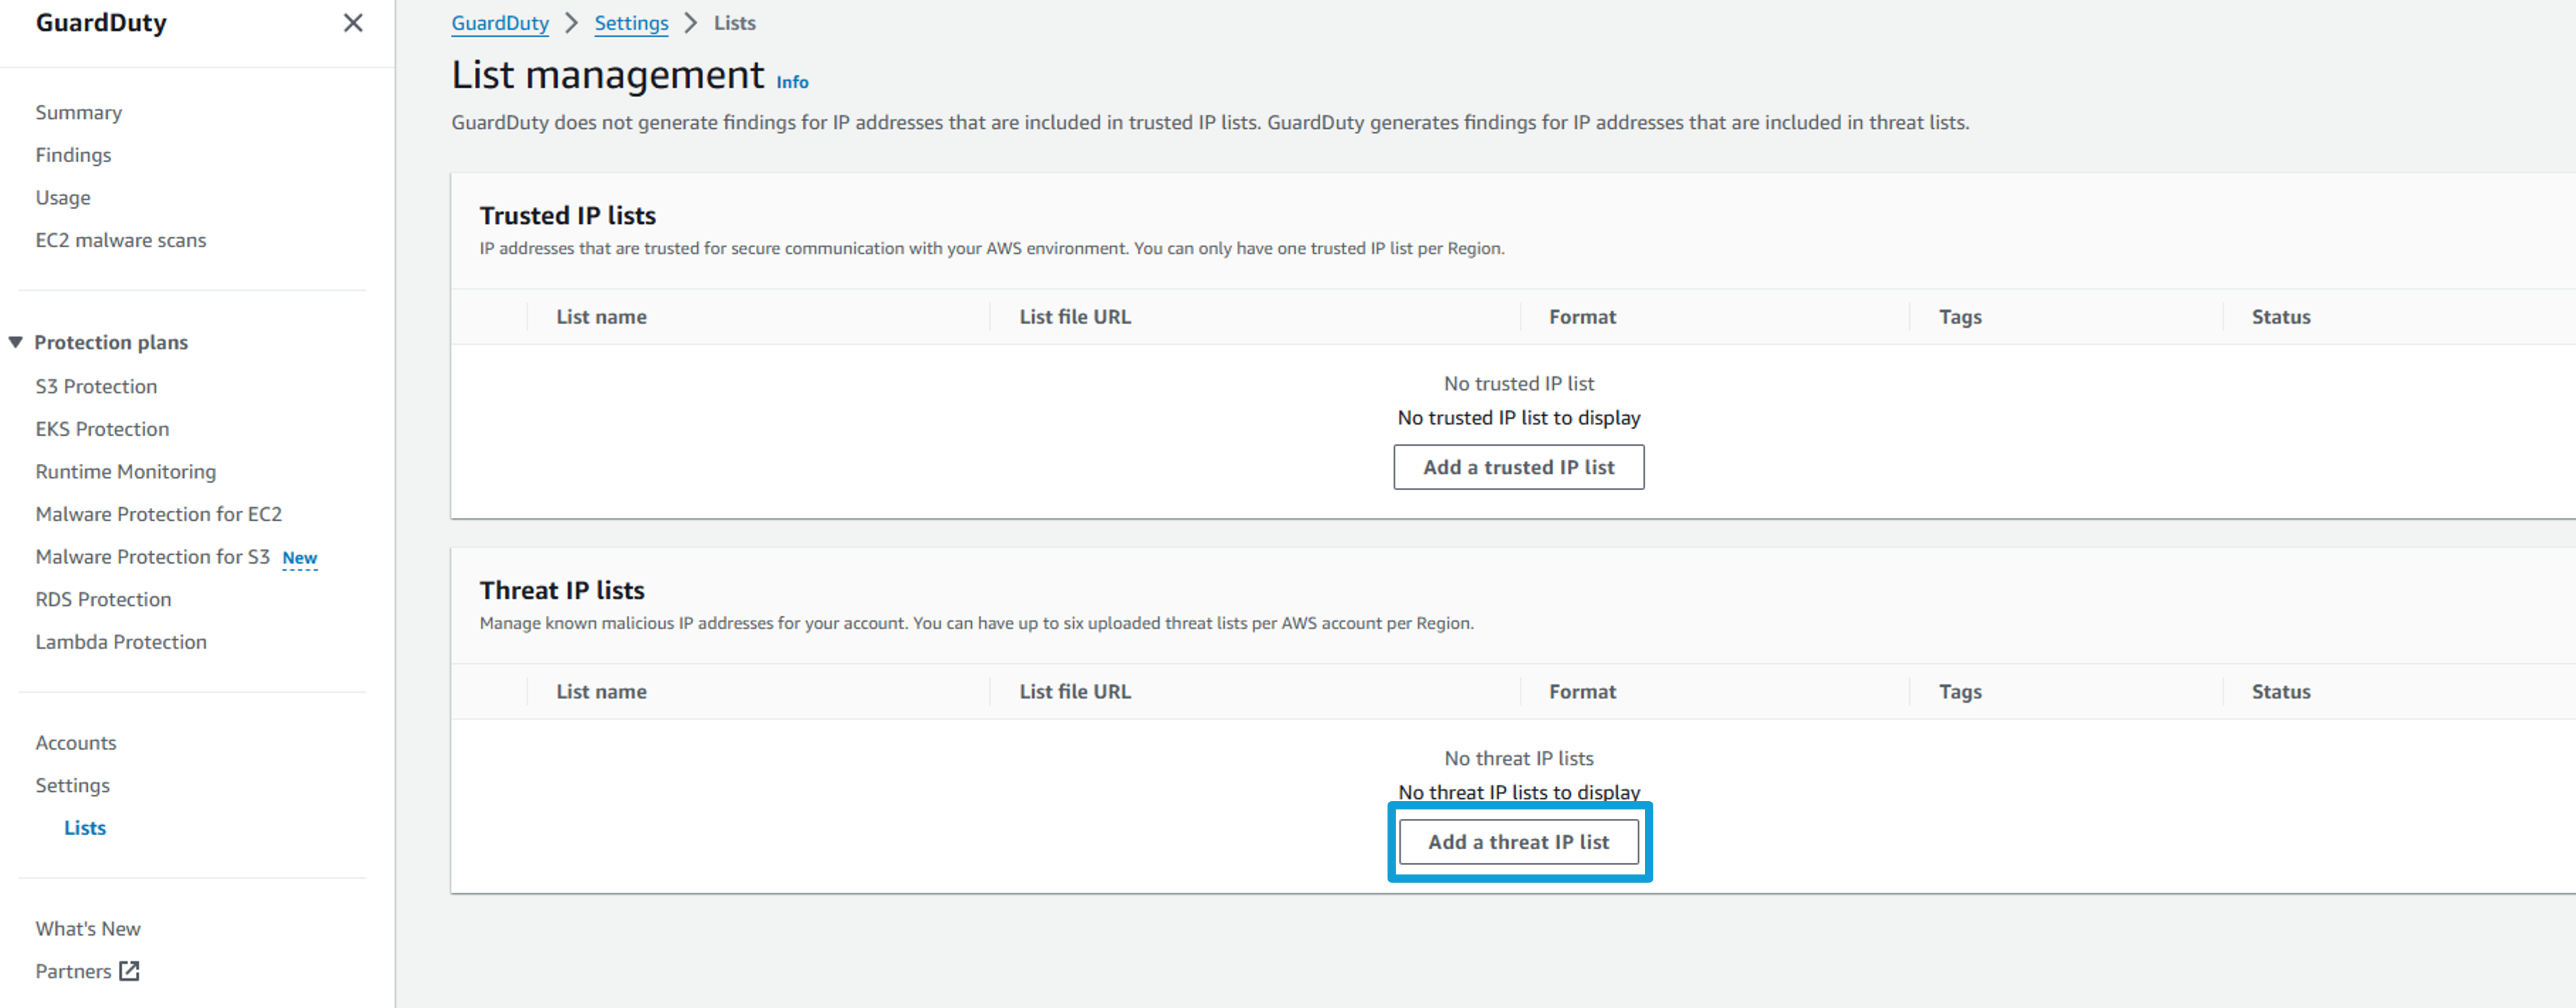 GuardDuty
Summary
Findings
Usage
EC2 malware scans
Protection plans
S3 Protection
EKS Protection
Runtime Monitoring
Malware Protection for EC2
Malware Protection for S3 New
RDS Protection
Lambda Protection
Accounts
Settings
Lists
What's New
Partners
GuardDuty > Settings > Lists
List management Info
GuardDuty does not generate findings for IP addresses that are included in trusted IP lists. GuardDuty generates findings for IP addresses that are included in threat lists.
Trusted IP lists
IP addresses that are trusted for secure communication with your AWS environment. You can only have one trusted IP list per Region.
List name List file URL Format Tags Status
No trusted IP list
No trusted IP list to display
Add a trusted IP list
Threat IP lists
Manage known malicious IP addresses for your account. You can have up to six uploaded threat lists per AWS account per Region.
List name List file URL Format Tags Status
No threat IP lists
No threat IP lists to display
Add a threat IP list